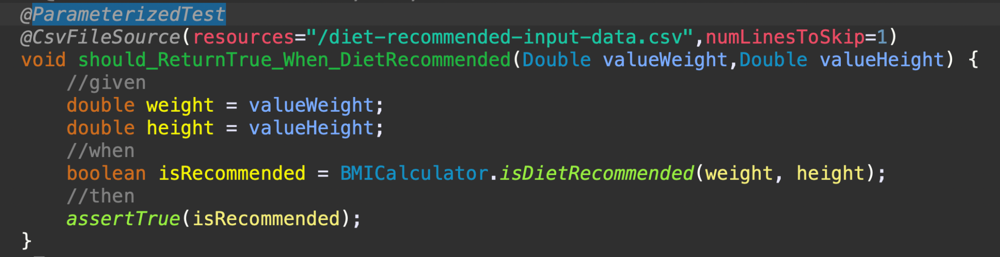 @ParameterizedTest
@CsvFileSource(resources="/diet-recommended-input-data.csv",numLinesToSkip=1)
void should_ReturnTrue_When_DietRecommended(Double valueWeight,Double valueHeight) {
    //given
    double weight = valueWeight;
    double height = valueHeight;
    //when
    boolean isRecommended = BMICalculator.isDietRecommended(weight, height);
    //then
    assertTrue(isRecommended);
}